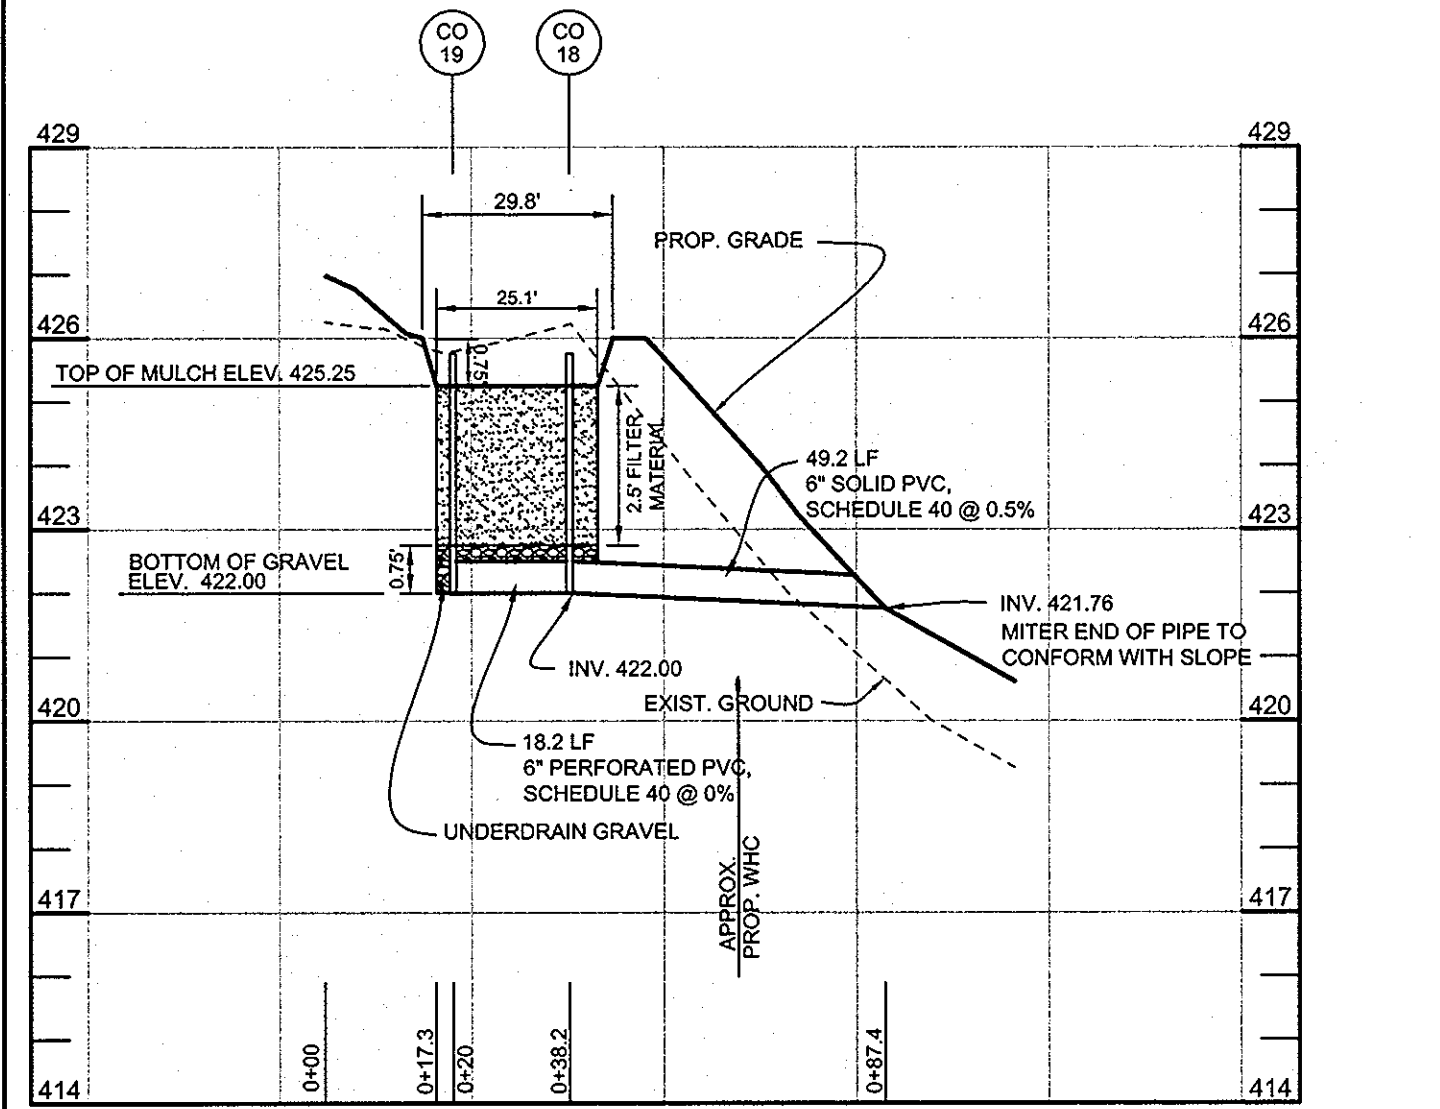 CO
19
CO
18
429
429
29.8'
PROP. GRADE
25.1'
426
426
0.75'
TOP OF MULCH ELEV. 425.25
2.5' FILTER
MATERIAL
49.2 LF
6" SOLID PVC,
SCHEDULE 40 @ 0.5%
423
423
BOTTOM OF GRAVEL
ELEV. 422.00
0.75'
INV. 421.76
MITER END OF PIPE TO
CONFORM WITH SLOPE
INV. 422.00
EXIST. GROUND
420
420
18.2 LF
6" PERFORATED PVC,
SCHEDULE 40 @ 0%
UNDERDRAIN GRAVEL
APPROX.
PROP. WHC
417
417
0+00
0+17.3
0+20
0+38.2
0+87.4
414
414